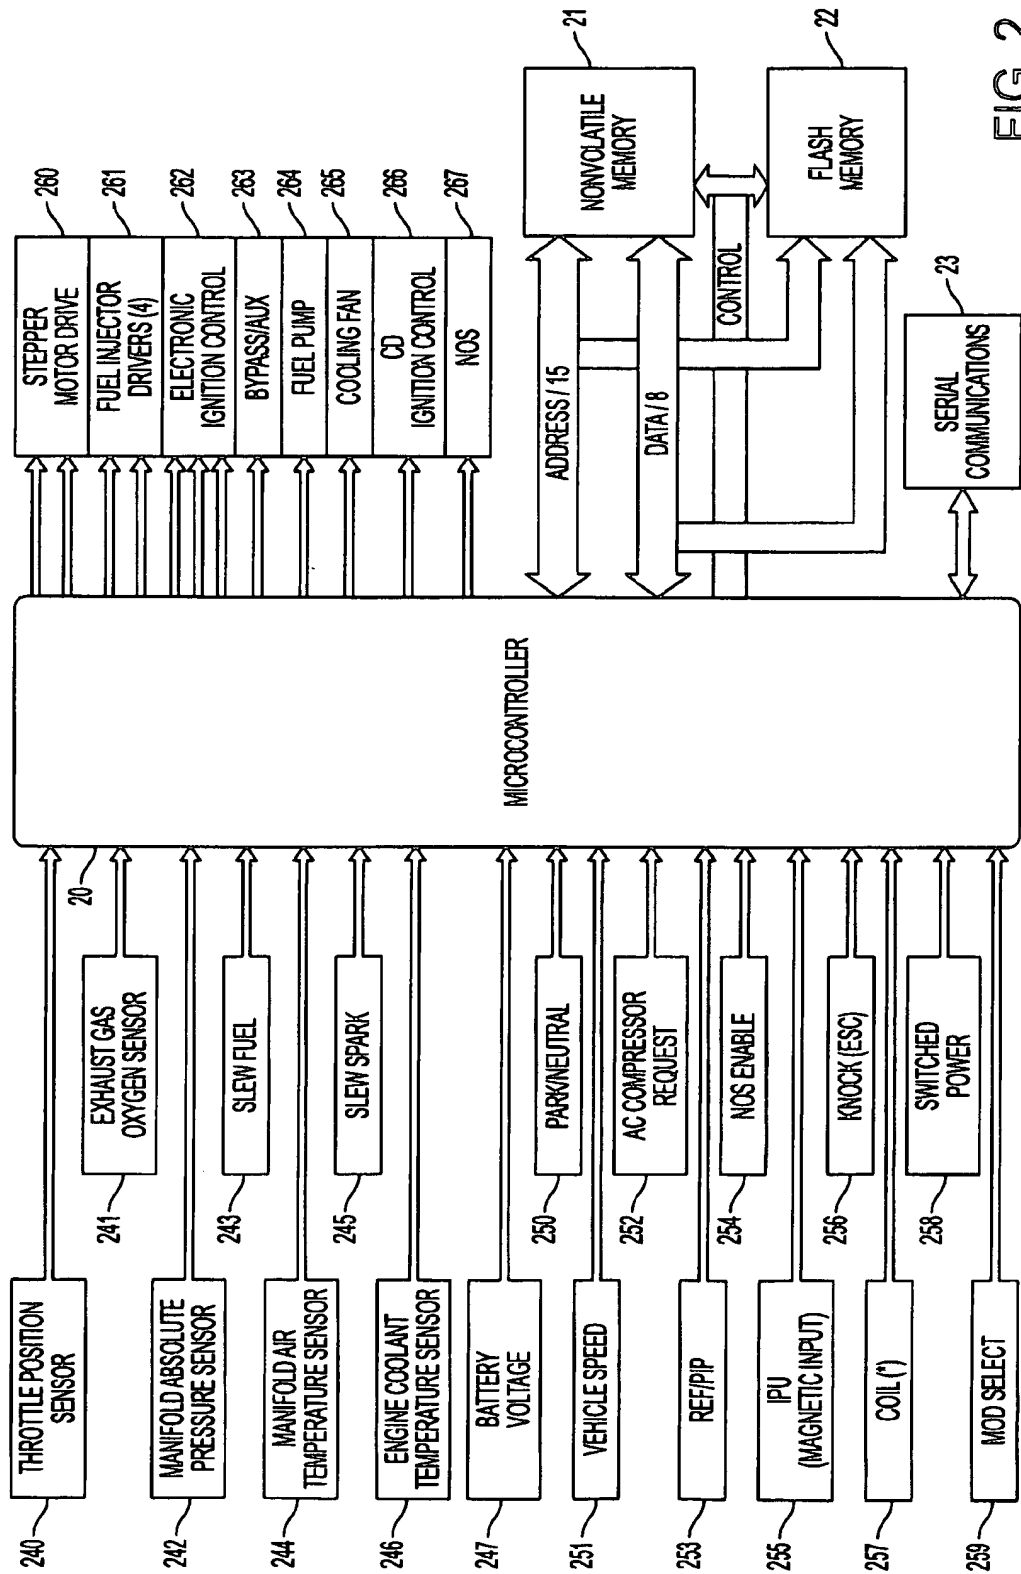 240
THROTTLE POSITION
SENSOR
241
EXHAUST GAS
OXYGEN SENSOR
242
MANIFOLD ABSOLUTE
PRESSURE SENSOR
243
SLEW FUEL
244
MANIFOLD AIR
TEMPERATURE SENSOR
245
SLEW SPARK
246
ENGINE COOLANT
TEMPERATURE SENSOR
247
BATTERY
VOLTAGE
250
PARK/NEUTRAL
251
VEHICLE SPEED
252
AC COMPRESSOR
REQUEST
253
REF/PIP
254
NOS ENABLE
255
IPU
(MAGNETIC INPUT)
256
KNOCK (ESC)
257
COIL (*)
258
SWITCHED
POWER
259
MOD SELECT
20
MICROCONTROLLER
STEPPER
MOTOR DRIVE
260
FUEL INJECTOR
DRIVERS (4)
261
ELECTRONIC
IGNITION CONTROL
262
BYPASS/AUX
263
FUEL PUMP
264
COOLING FAN
265
CD
IGNITION CONTROL
266
NOS
267
ADDRESS / 15
DATA / 8
CONTROL
NONVOLATILE
MEMORY
21
FLASH
MEMORY
22
SERIAL
COMMUNICATIONS
23
FIG. 2